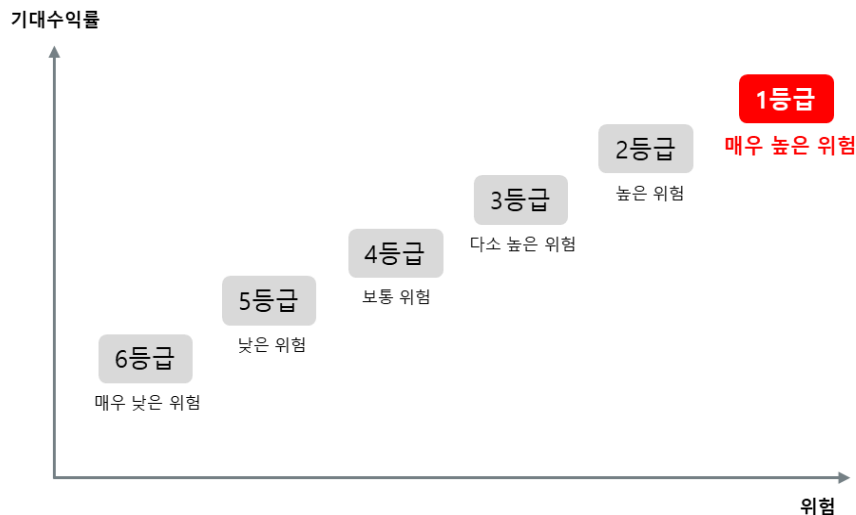 기대수익률
1등급
매우 높은 위험
2등급
높은 위험
3등급
다소 높은 위험
4등급
보통 위험
5등급
낮은 위험
6등급
매우 낮은 위험
위험